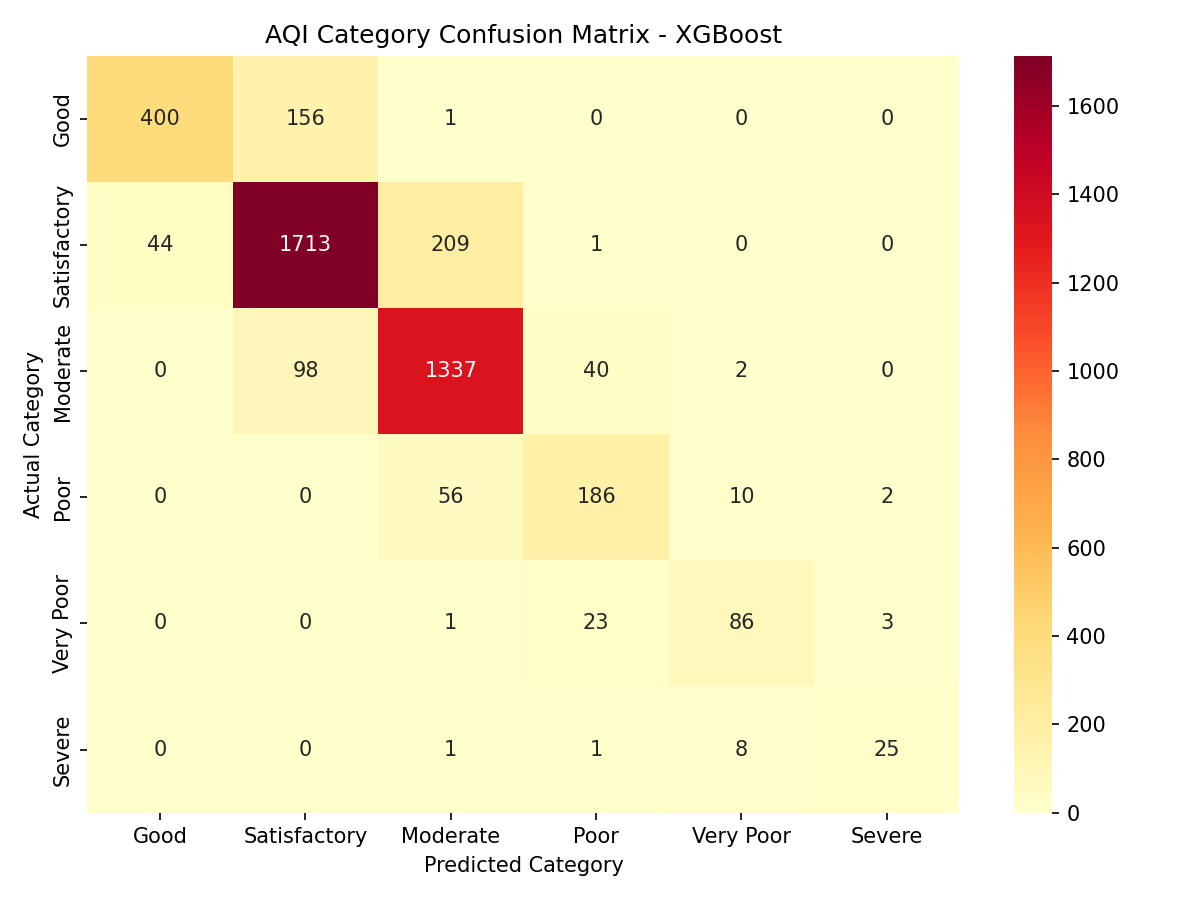 AQI Category Confusion Matrix - XGBoost
Actual Category
Good 400 156 1 0 0 0
Satisfactory 44 1713 209 1 0 0
Moderate 0 98 1337 40 2 0
Poor 0 0 56 186 10 2
Very Poor 0 0 1 23 86 3
Severe 0 0 1 1 8 25
Good Satisfactory Moderate Poor Very Poor Severe
Predicted Category
1600
1400
1200
1000
800
600
400
200
0